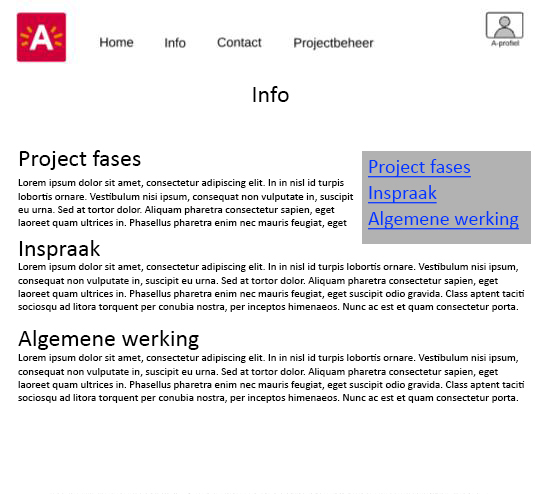 A
Home Info Contact Projectbeheer
A-profiel
Info
Project fases
Lorem ipsum dolor sit amet, consectetur adipiscing elit. In in nisl id turpis
lobortis ornare. Vestibulum nisi ipsum, consequat non vulputate in, suscipit
eu urna. Sed at tortor dolor. Aliquam pharetra consectetur sapien, eget
laoreet quam ultrices in. Phasellus pharetra enim nec mauris feugiat, eget
Project fases
Inspraak
Algemene werking
Inspraak
Lorem ipsum dolor sit amet, consectetur adipiscing elit. In in nisl id turpis lobortis ornare. Vestibulum nisi ipsum,
consequat non vulputate in, suscipit eu urna. Sed at tortor dolor. Aliquam pharetra consectetur sapien, eget
laoreet quam ultrices in. Phasellus pharetra enim nec mauris feugiat, eget suscipit odio gravida. Class aptent taciti
sociosqu ad litora torquent per conubia nostra, per inceptos himenaeos. Nunc ac est et quam consectetur porta.
Algemene werking
Lorem ipsum dolor sit amet, consectetur adipiscing elit. In in nisl id turpis lobortis ornare. Vestibulum nisi ipsum,
consequat non vulputate in, suscipit eu urna. Sed at tortor dolor. Aliquam pharetra consectetur sapien, eget
laoreet quam ultrices in. Phasellus pharetra enim nec mauris feugiat, eget suscipit odio gravida. Class aptent taciti
sociosqu ad litora torquent per conubia nostra, per inceptos himenaeos. Nunc ac est et quam consectetur porta.